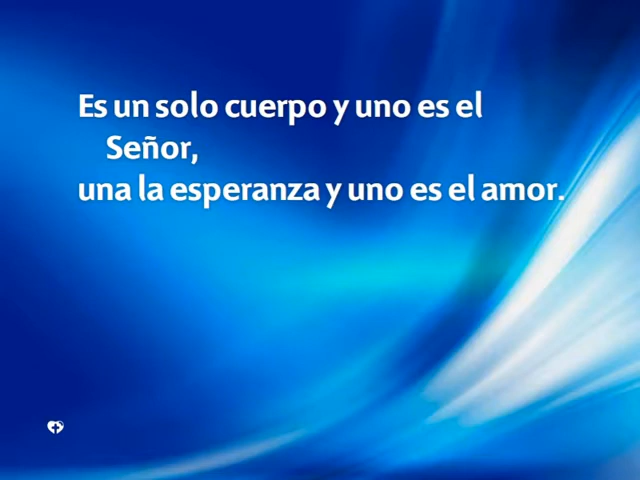 Es un solo cuerpo y uno es el
Señor,
una la esperanza y uno es el amor.